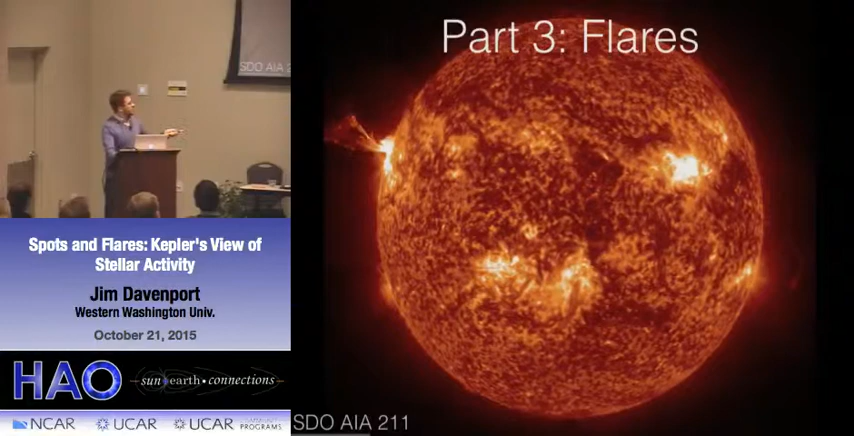 SDO AIA 2
Part 3: Flares
Spots and Flares: Kepler's View of
Stellar Activity
Jim Davenport
Western Washington Univ.
October 21, 2015
HAO
sun earth • connections
NCAR
UCAR
UCAR
PROGRAMS
SDO AIA 211